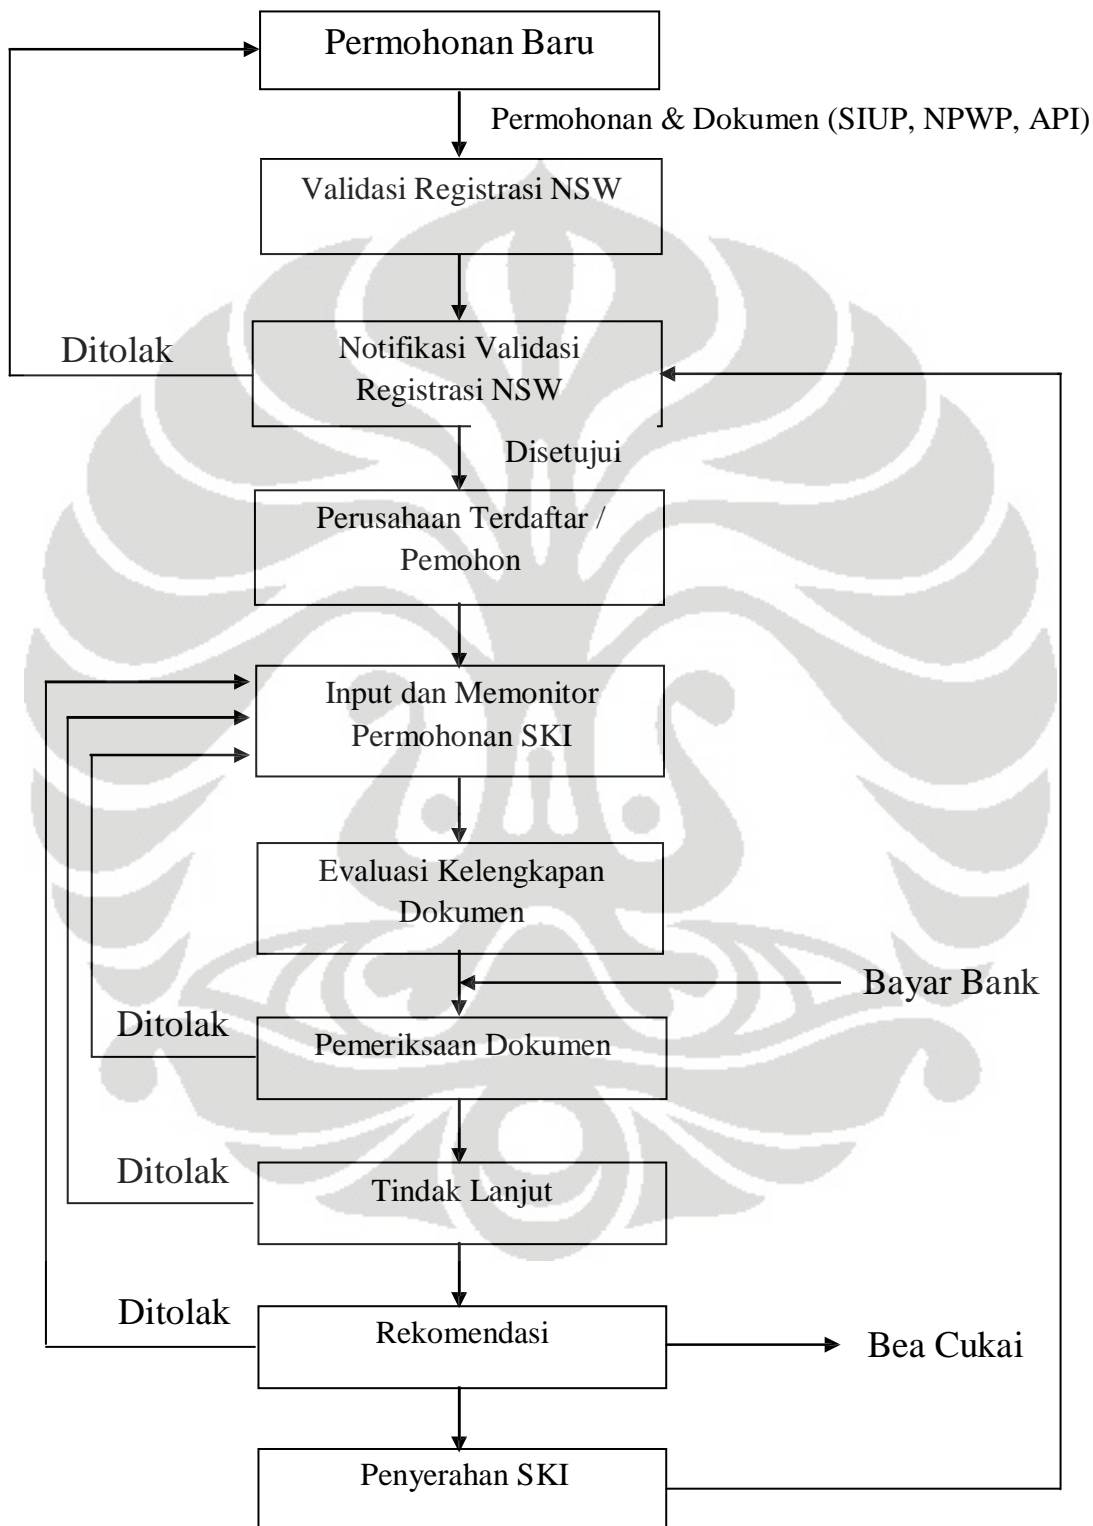 Permohonan Baru
Permohonan & Dokumen (SIUP, NPWP, API)
Validasi Registrasi NSW
Ditolak
Notifikasi Validasi
Registrasi NSW
Disetujui
Perusahaan Terdaftar /
Pemohon
Input dan Memonitor
Permohonan SKI
Evaluasi Kelengkapan
Dokumen
Bayar Bank
Ditolak
Pemeriksaan Dokumen
Ditolak
Tindak Lanjut
Ditolak
Rekomendasi
Bea Cukai
Penyerahan SKI